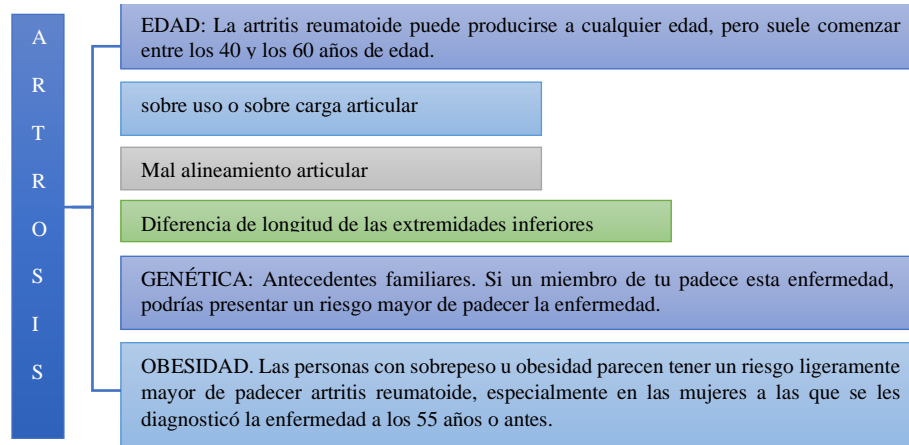 ARTROSIS
EDAD: La artritis reumatoide puede producirse a cualquier edad, pero suele comenzar
entre los 40 y los 60 años de edad.
sobre uso o sobre carga articular
Mal alineamiento articular
Diferencia de longitud de las extremidades inferiores
GENÉTICA: Antecedentes familiares. Si un miembro de tu padece esta enfermedad,
podrías presentar un riesgo mayor de padecer la enfermedad.
OBESIDAD. Las personas con sobrepeso u obesidad parecen tener un riesgo ligeramente
mayor de padecer artritis reumatoide, especialmente en las mujeres a las que se les
diagnosticó la enfermedad a los 55 años o antes.